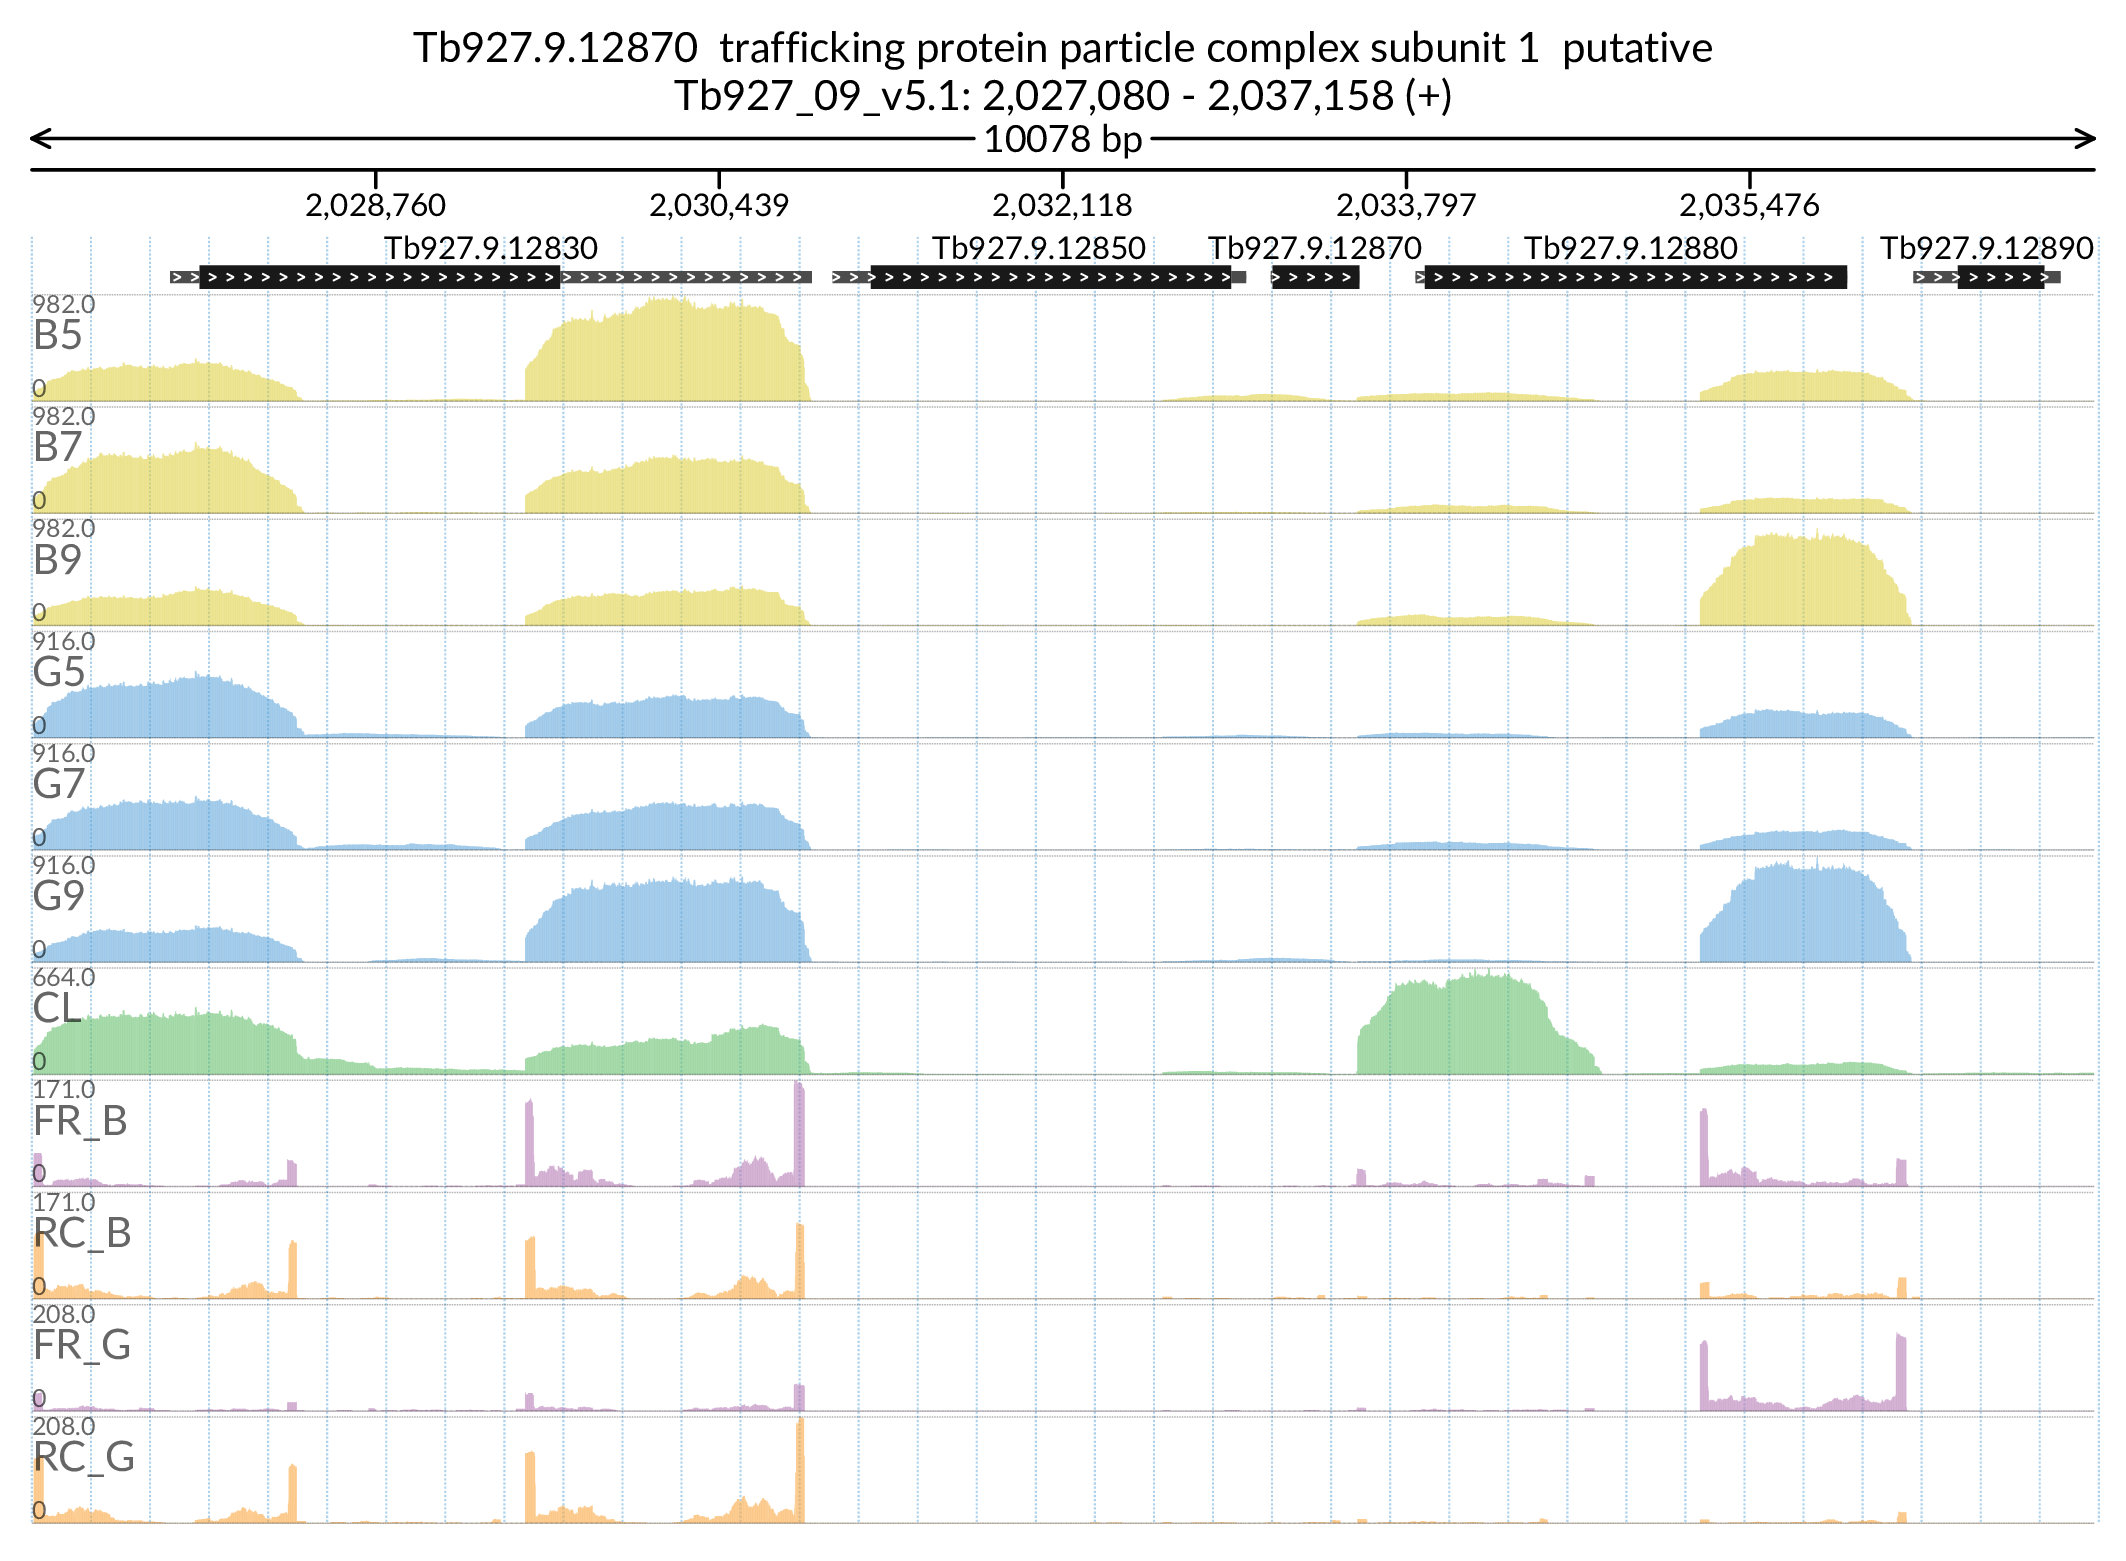 Tb927.9.12870 trafficking protein particle complex subunit 1 putative
Tb927_09_v5.1: 2,027,080 - 2,037,158 (+)
10078 bp
2,028,760 2,030,439 2,032,118 2,033,797 2,035,476
Tb927.9.12830 Tb927.9.12850 Tb927.9.12870 Tb927.9.12880 Tb927.9.12890
982.0
B5
0
982.0
B7
0
982.0
B9
0
916.0
G5
0
916.0
G7
0
916.0
G9
0
664.0
CL
0
171.0
FR_B
0
171.0
RC_B
0
208.0
FR_G
0
208.0
RC_G
0